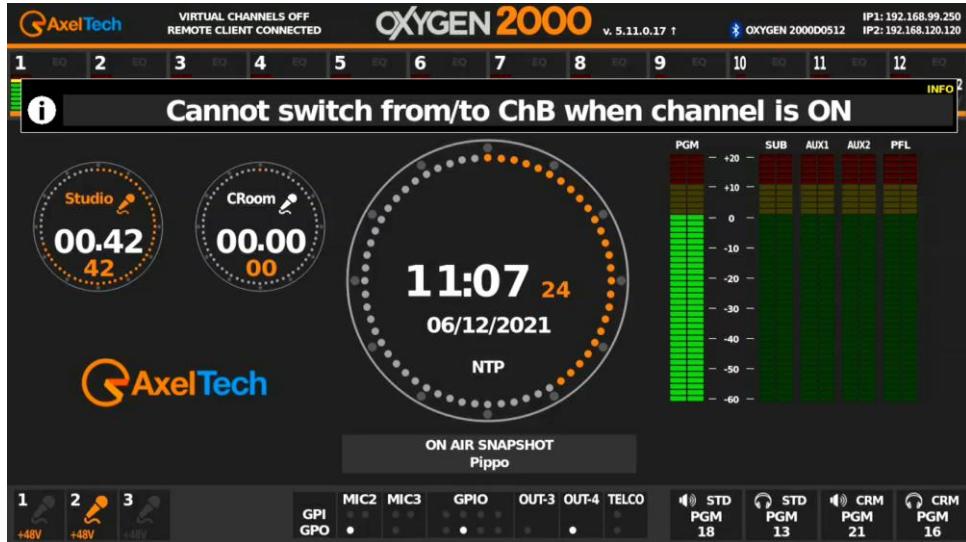 AxelTech
VIRTUAL CHANNELS OFF
REMOTE CLIENT CONNECTED
OXYGEN 2000
v. 5.11.0.17 ↑
OXYGEN 2000D0512
IP1: 192.168.99.250
IP2: 192.168.120.120
1 EQ 2 EQ 3 EQ 4 EQ 5 EQ 6 EQ 7 EQ 8 EQ 9 EQ 10 EQ 11 EQ 12 EQ
INFO
Cannot switch from/to ChB when channel is ON
2
PGM SUB AUX1 AUX2 PFL
+20
+10
0
-10
-20
-30
-40
-50
-60
Studio
00.42
42
CRoom
00.00
00
11:07 24
06/12/2021
NTP
AxelTech
ON AIR SNAPSHOT
Pippo
1 2 3
+48V +48V +48V
MIC2 MIC3 GPIO OUT-3 OUT-4 TELCO
GPI
GPO
STD
PGM
18
STD
PGM
13
CRM
PGM
21
CRM
PGM
16